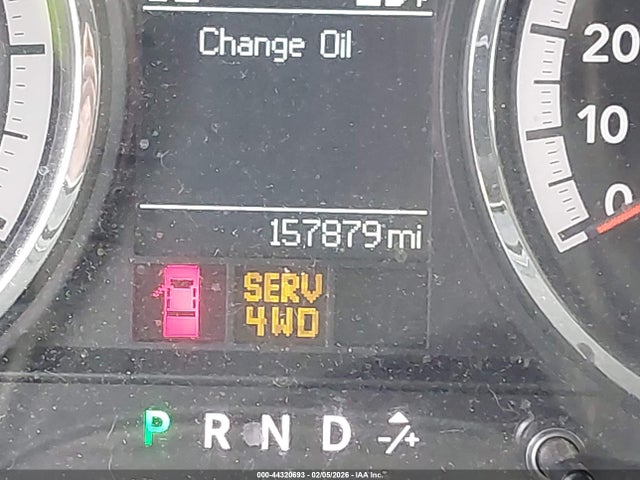 Change Oil
20
10
0
157879 mi
SERV
4WD
P R N D -/+
000-44320693 - 02/05/2026 - IAA Inc.